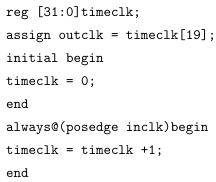 reg [31:0]timeclk;
assign outclk = timeclk[19];
initial begin
timeclk = 0;
end
always@(posedge inclk)begin
timeclk = timeclk +1;
end